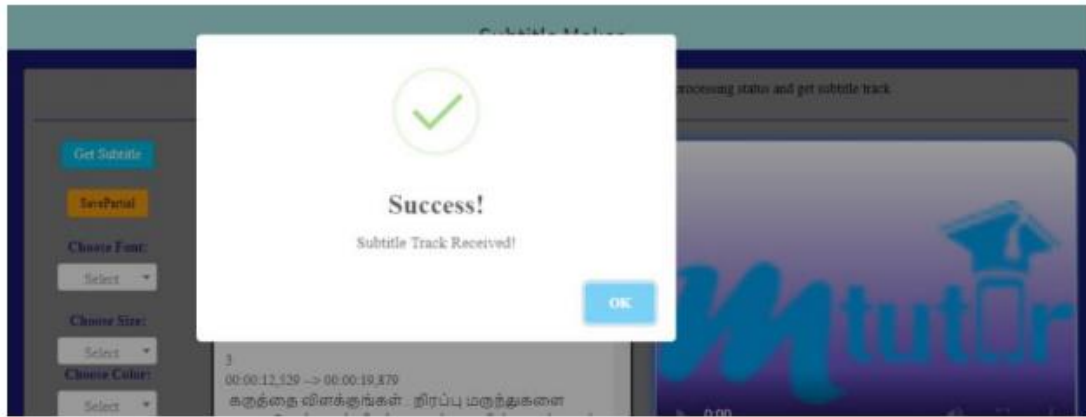 Subtitle Maker
processing status and get subtitle track
Get Subtitle
SavePartial
Choose Font:
Select
Choose Size:
Select
Choose Color:
Select
Success!
Subtitle Track Received!
OK
3
00:00:12,529 --> 00:00:19,879
கருத்தை விளக்குங்கள் : நிரப்பு மருந்துகளை
Mtutor
0:00